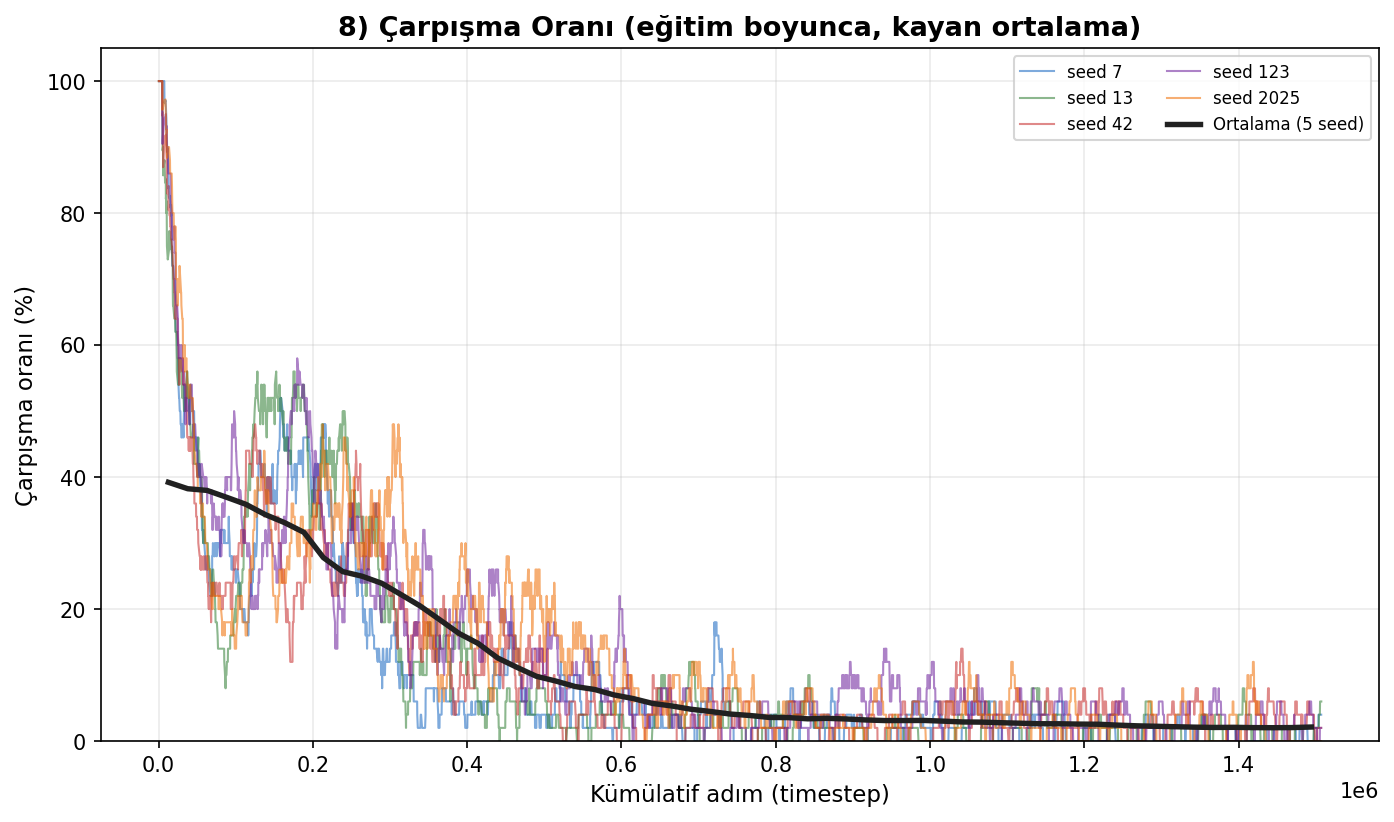 8) Çarpışma Oranı (eğitim boyunca, kayan ortalama)
seed 7
seed 13
seed 42
seed 123
seed 2025
Ortalama (5 seed)
Çarpışma oranı (%)
100
80
60
40
20
0
0.0 0.2 0.4 0.6 0.8 1.0 1.2 1.4
1e6
Kümülatif adım (timestep)